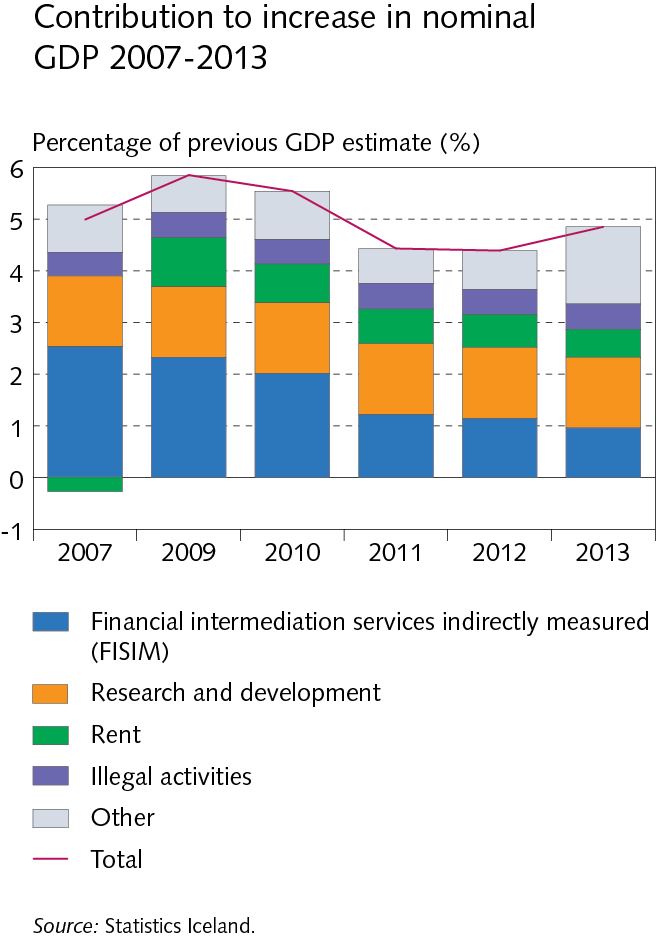 Contribution to increase in nominal
GDP 2007-2013
Percentage of previous GDP estimate (%)
6
5
4
3
2
1
0
-1
2007 2009 2010 2011 2012 2013
Financial intermediation services indirectly measured
(FISIM)
Research and development
Rent
Illegal activities
Other
Total
Source: Statistics Iceland.